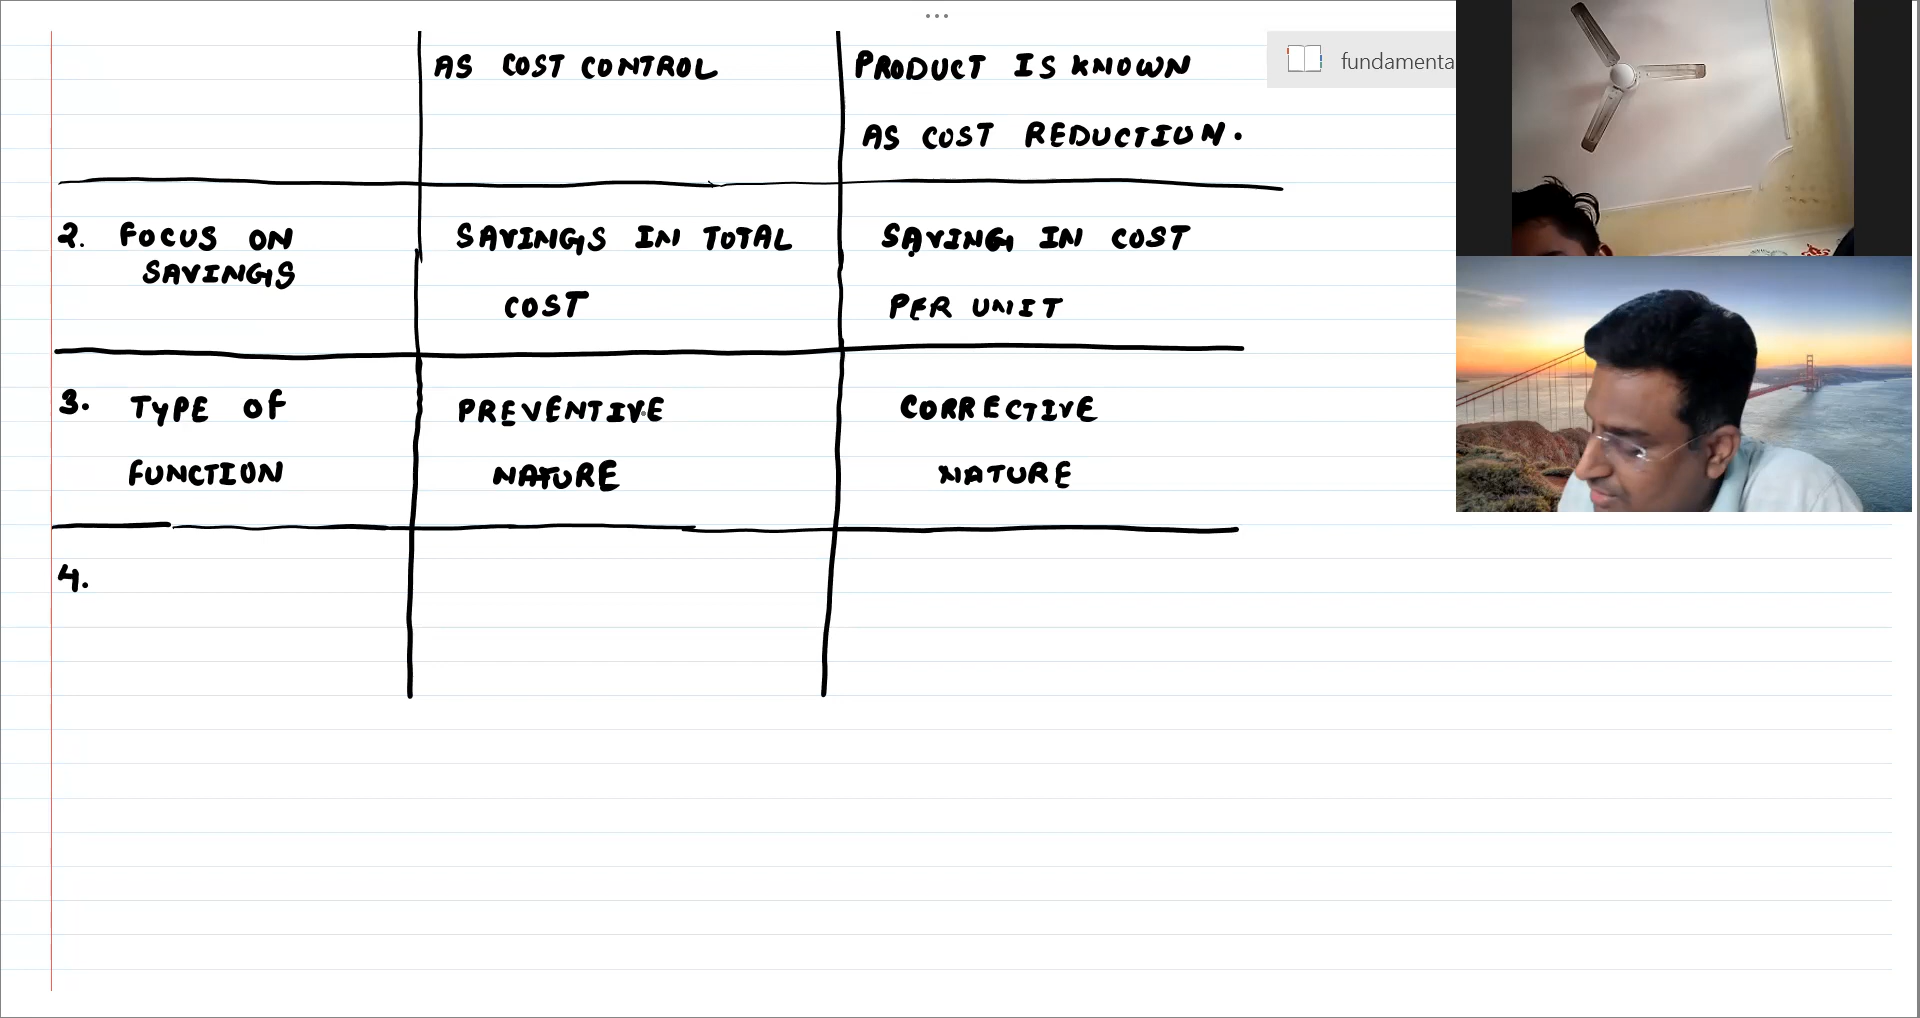 AS COST CONTROL
PRODUCT IS KNOWN
AS COST REDUCTION.
2. FOCUS ON
SAVINGS
SAVINGS IN TOTAL
COST
SAVING IN COST
PER UNIT
3. TYPE OF
FUNCTION
PREVENTIVE
NATURE
CORRECTIVE
NATURE
4.
fundamenta